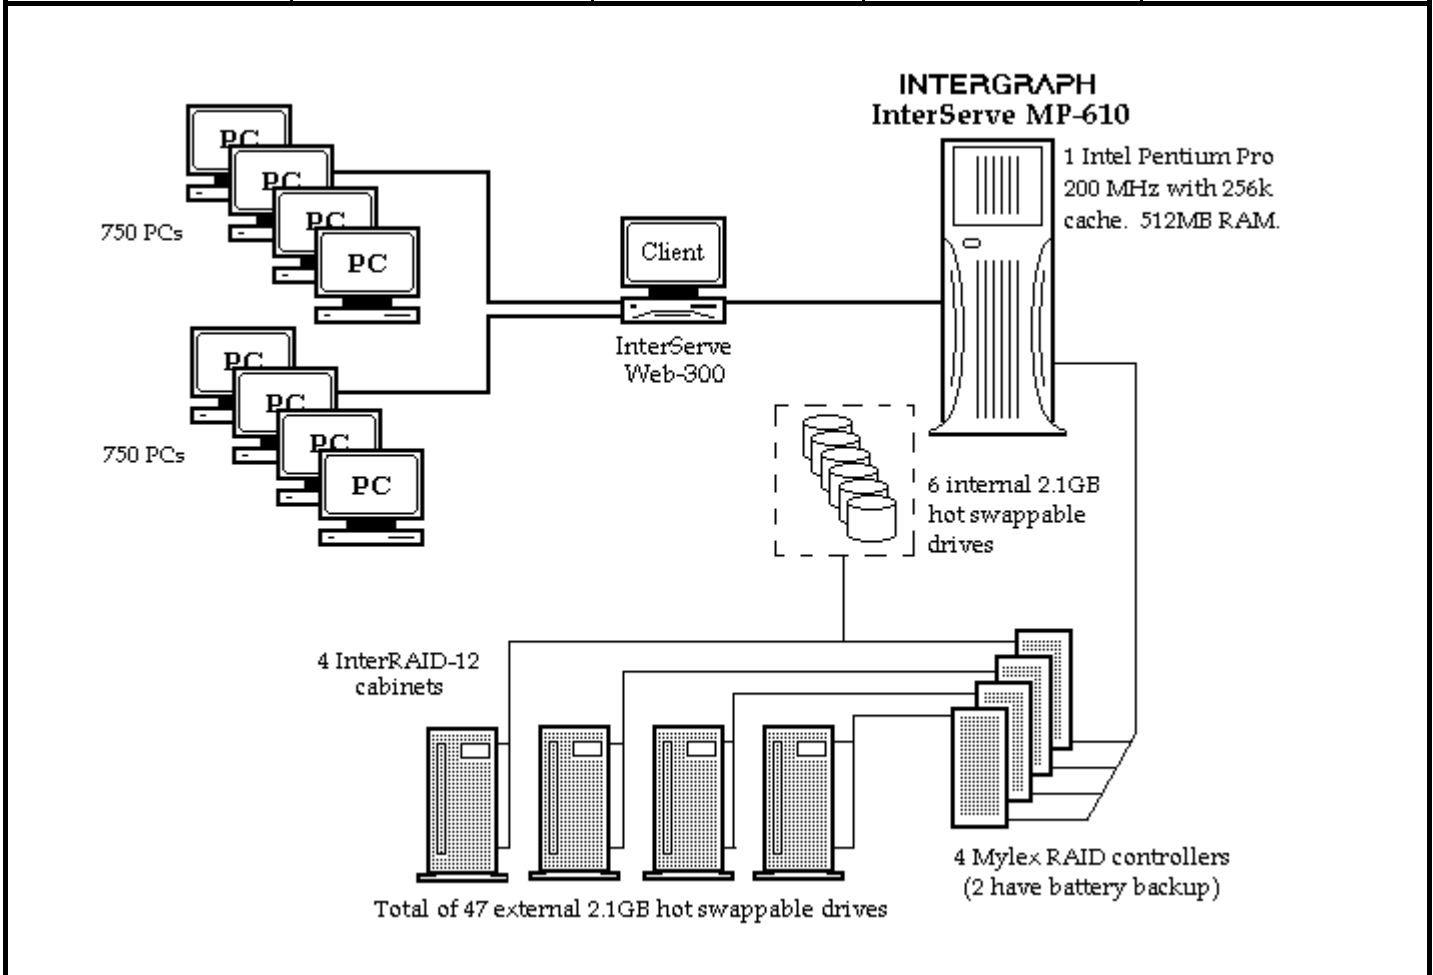 INTERGRAPH
InterServe MP-610
1 Intel Pentium Pro
200 MHz with 256k
cache.  512MB RAM.
PC
PC
PC
PC
750 PCs
Client
InterServe
Web-300
PC
PC
PC
PC
750 PCs
6 internal 2.1GB
hot swappable
drives
4 InterRAID-12
cabinets
4 Mylex RAID controllers
(2 have battery backup)
Total of 47 external 2.1GB hot swappable drives